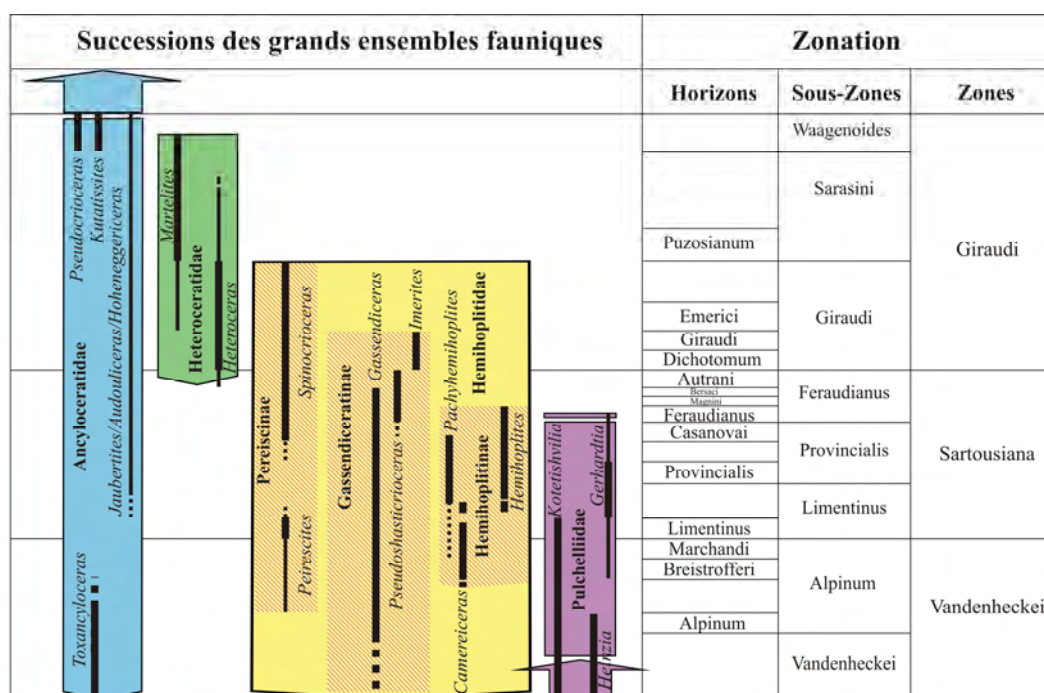 Successions des grands ensembles fauniques
Zonation
Horizons
Sous-Zones
Zones
Ancyloceratidae
Pseudocrioceras
Kutatissites
Jaubertites/Audouliceras/Hoheneggericeras
Toxancyloceras
Heteroceratidae
Martelites
Heteroceras
Pereiscinae
Spinocrioceras
Peirescites
Gassendiceratinae
Gassendiceras
Pseudoshasticrioceras
Imerites
Hemihoplitidae
Pachyhemihoplites
Hemihoplitinae
Hemihoplites
Camereiceras
Pulchelliidae
Kotetishvilia
Gerhardtia
Heinzia
Puzosianum
Emerici
Giraudi
Dichotomum
Autrani
Bersaci
Magnini
Feraudianus
Casanovai
Provincialis
Limentinus
Marchandi
Breistrofferi
Alpinum
Waagenoides
Sarasini
Giraudi
Feraudianus
Provincialis
Limentinus
Alpinum
Vandenheckei
Giraudi
Sartousiana
Vandenheckei